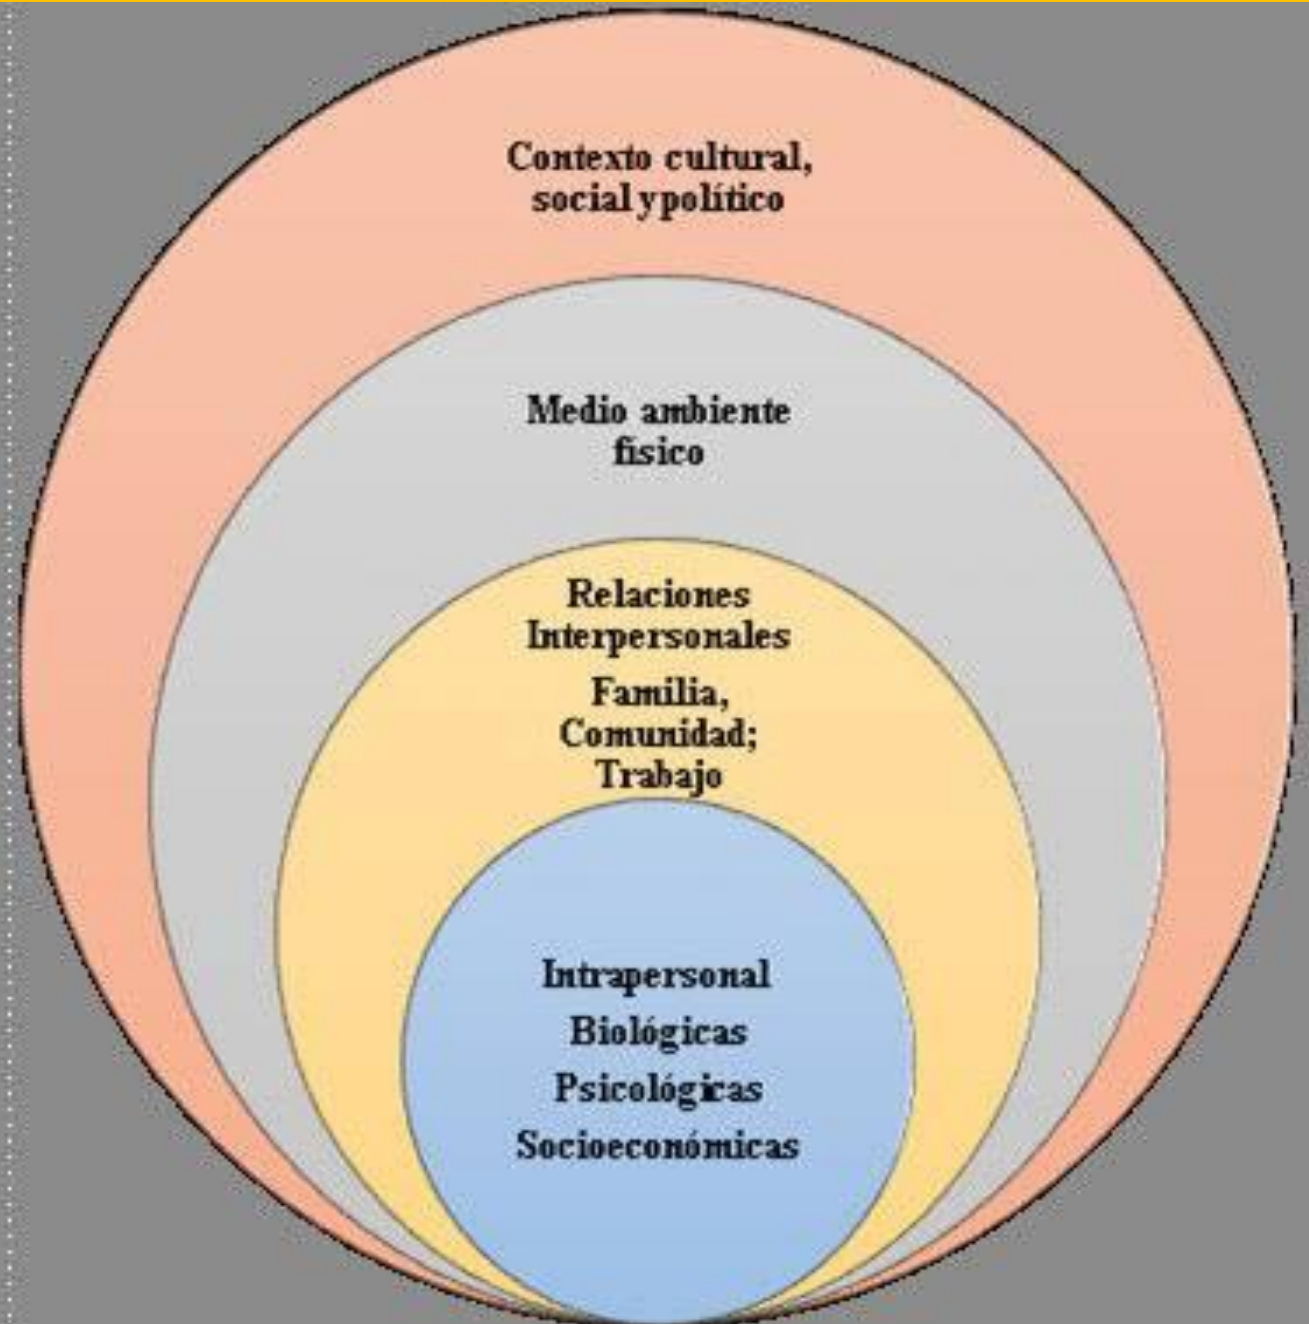 Contexto cultural,
social ypolítico
Medio ambiente
fisico
Relaciones
Interpersonales
Familia,
Comunidad;
Trabajo
Intrapersonal
Biológicas
Psicológicas
Socioeconómicas